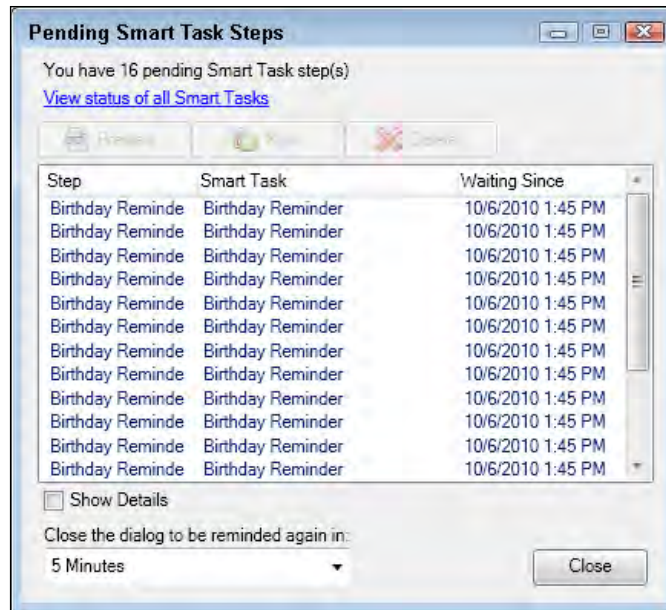 Pending Smart Task Steps
You have 16 pending Smart Task step(s)
View status of all Smart Tasks
Delete
Step Smart Task Waiting Since
Birthday Reminde Birthday Reminder 10/6/2010 1:45 PM
Birthday Reminde Birthday Reminder 10/6/2010 1:45 PM
Birthday Reminde Birthday Reminder 10/6/2010 1:45 PM
Birthday Reminde Birthday Reminder 10/6/2010 1:45 PM
Birthday Reminde Birthday Reminder 10/6/2010 1:45 PM
Birthday Reminde Birthday Reminder 10/6/2010 1:45 PM
Birthday Reminde Birthday Reminder 10/6/2010 1:45 PM
Birthday Reminde Birthday Reminder 10/6/2010 1:45 PM
Birthday Reminde Birthday Reminder 10/6/2010 1:45 PM
Birthday Reminde Birthday Reminder 10/6/2010 1:45 PM
Birthday Reminde Birthday Reminder 10/6/2010 1:45 PM
Birthday Reminde Birthday Reminder 10/6/2010 1:45 PM
Show Details
Close the dialog to be reminded again in:
5 Minutes Close